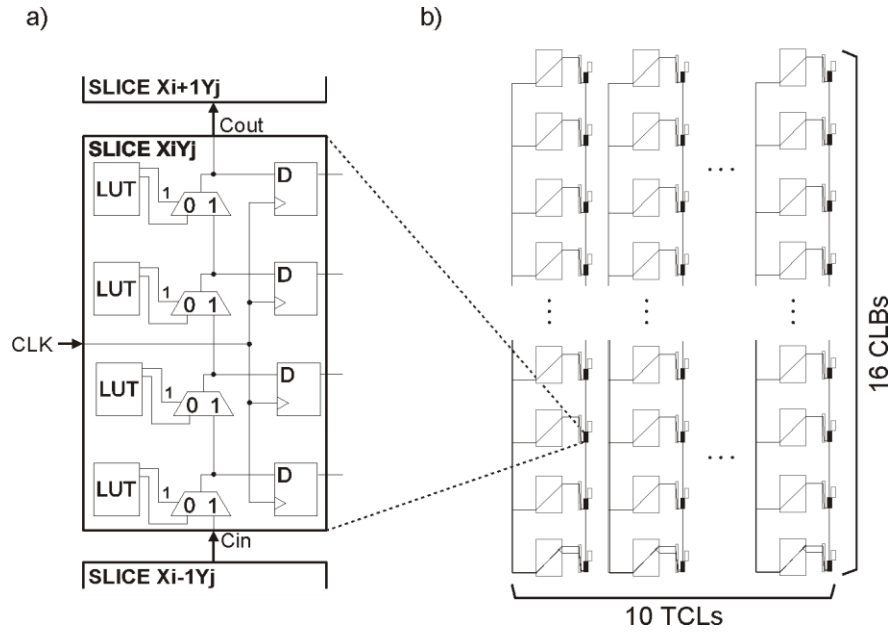 a)
SLICE Xi+1Yj
Cout
SLICE XiYj
LUT
1
0 1
D
LUT
1
0 1
D
CLK
LUT
1
0 1
D
LUT
1
0 1
D
Cin
SLICE Xi-1Yj
b)
...
...
...
...
...
16 CLBs
10 TCLs